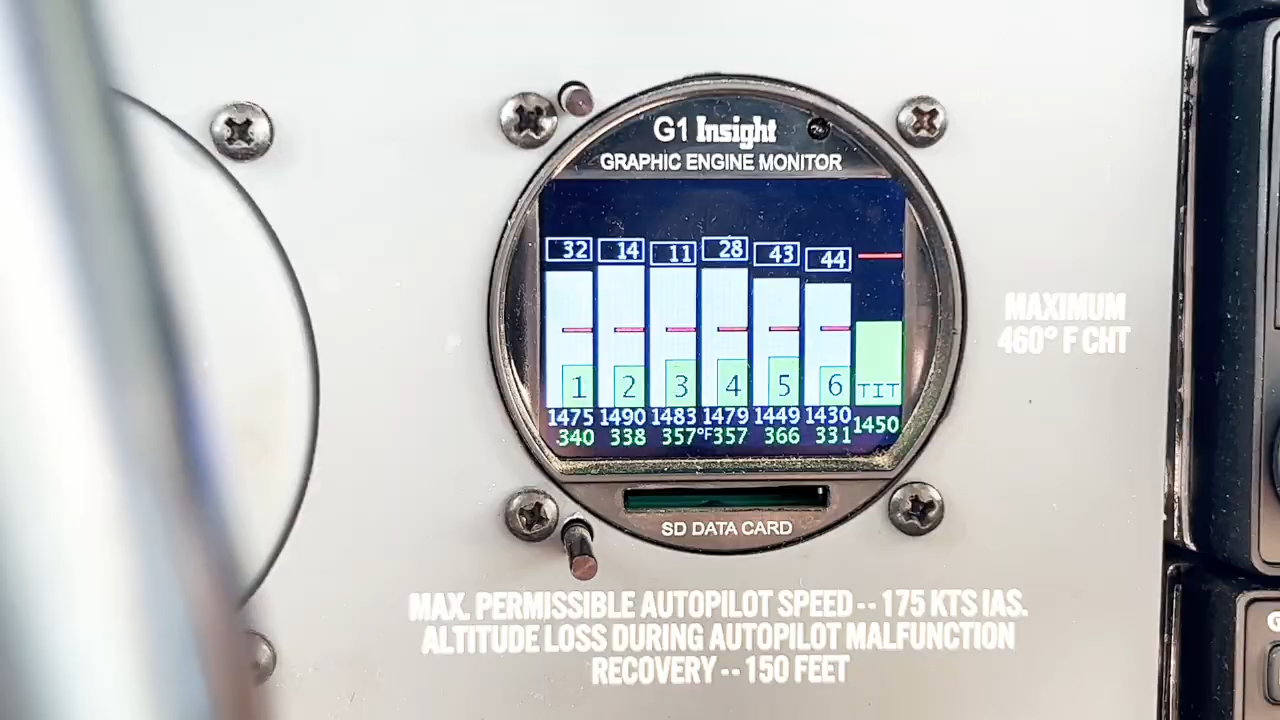 G1 Insight
GRAPHIC ENGINE MONITOR
32 14 11 28 43 44
1 2 3 4 5 6 TIT
1475 1490 1483 1479 1449 1430 1450
340 338 357°F357 366 331
SD DATA CARD
MAXIMUM
460° F CHT
MAX. PERMISSIBLE AUTOPILOT SPEED -- 175 KTS IAS.
ALTITUDE LOSS DURING AUTOPILOT MALFUNCTION
RECOVERY -- 150 FEET
G